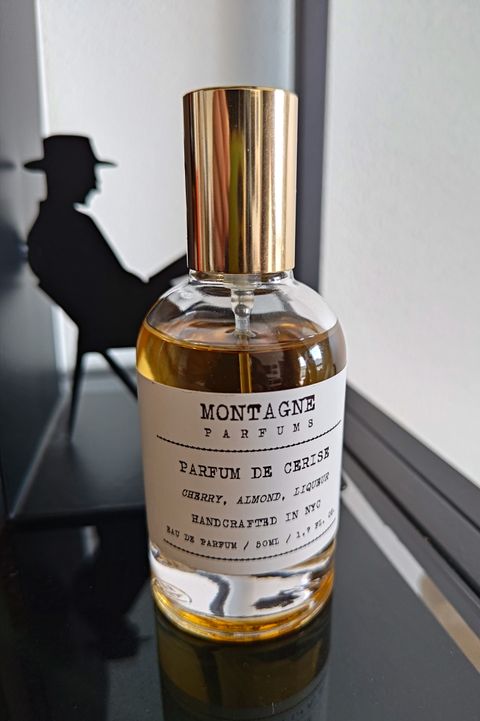 MONTAGNE
PARFUMS
PARFUM DE CERISE
CHERRY, ALMOND, LIQUEUR
HANDCRAFTED IN NYC
EAU DE PARFUM / 50ML / 1.7 FL. OZ.